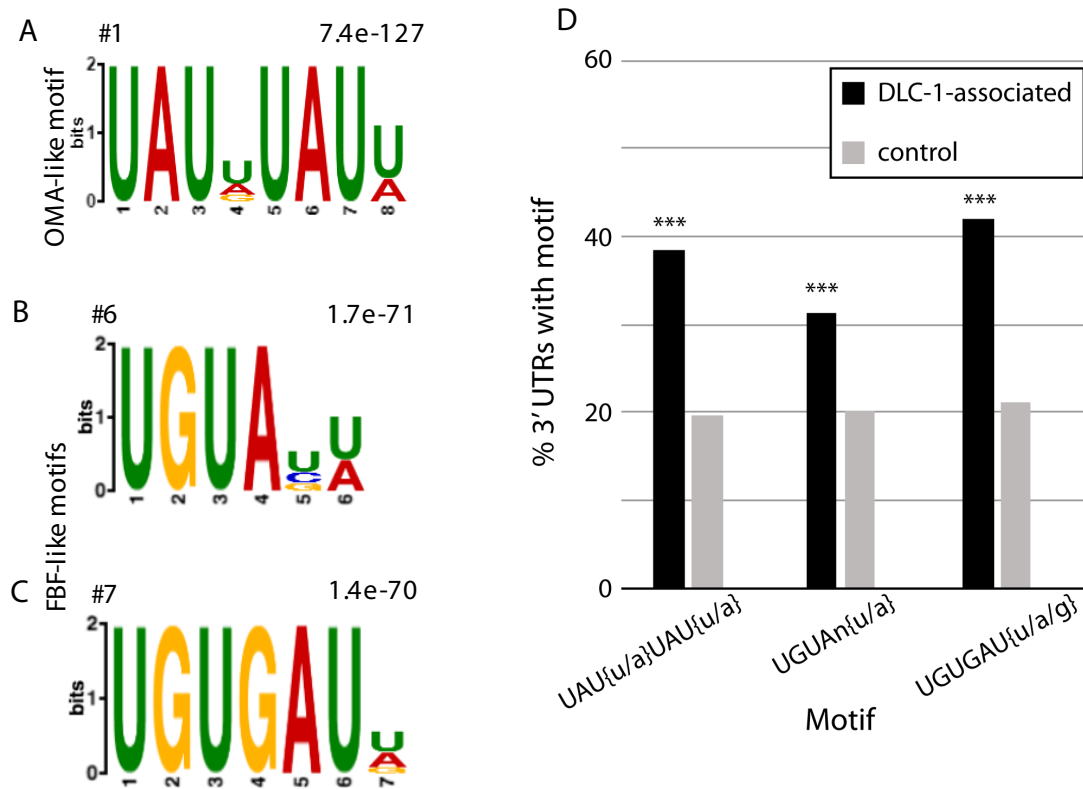 A
#1
7.4e-127
OMA-like motif
bits
2
1
0
UAUUUAUU
A A
G
1 2 3 4 5 6 7 8
B
#6
1.7e-71
FBF-like motifs
bits
2
1
0
UGUAUU
C A
G
1 2 3 4 5 6
C
#7
1.4e-70
bits
2
1
0
UGUGAUU
A
G
1 2 3 4 5 6 7
D
% 3’ UTRs with motif
60
40
20
0
DLC-1-associated
control
***
***
***
UAU{u/a}UAU{u/a}
UGUAn{u/a}
UGUGAU{u/a/g}
Motif